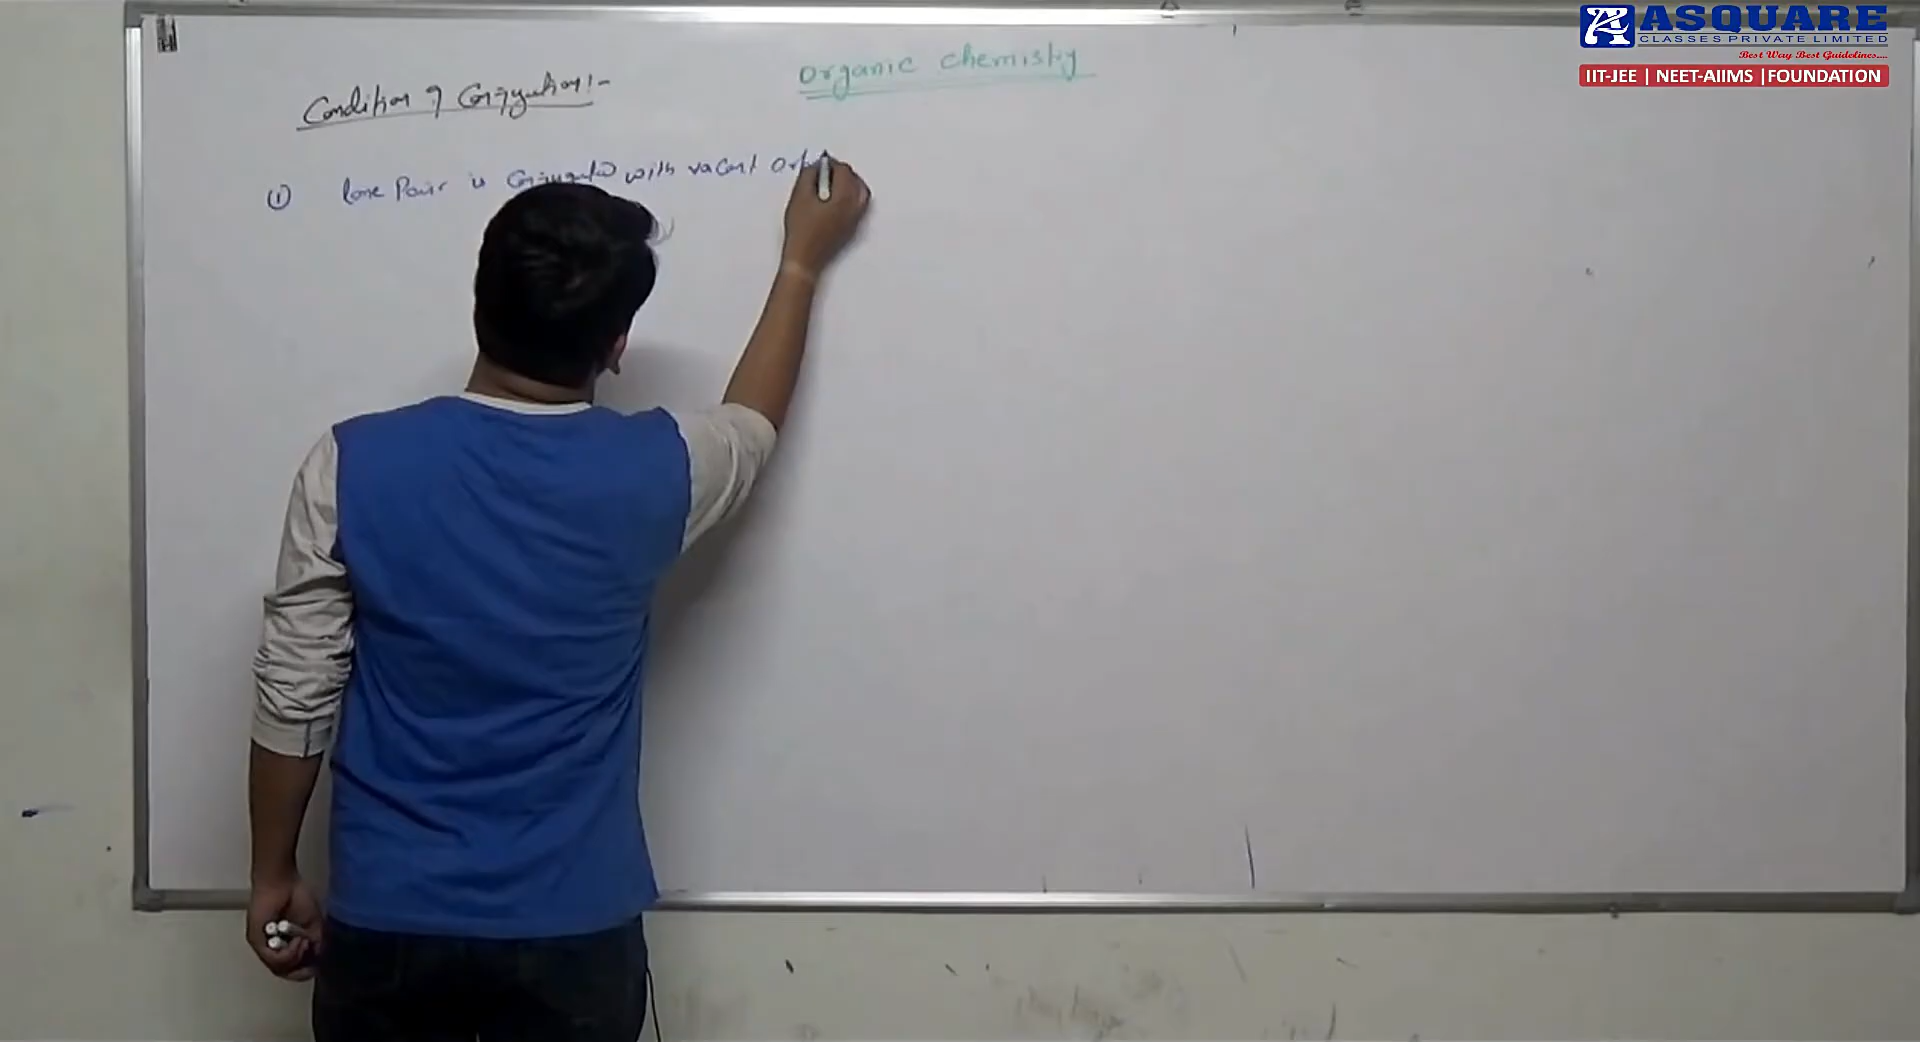 ASQUARE
CLASSES PRIVATE LIMITED
Best Way Best Guidelines....
IIT-JEE | NEET-AIIMS |FOUNDATION
Organic chemistry
Condition of Conjugation:-
① lone Pair is Conjugated with vacant